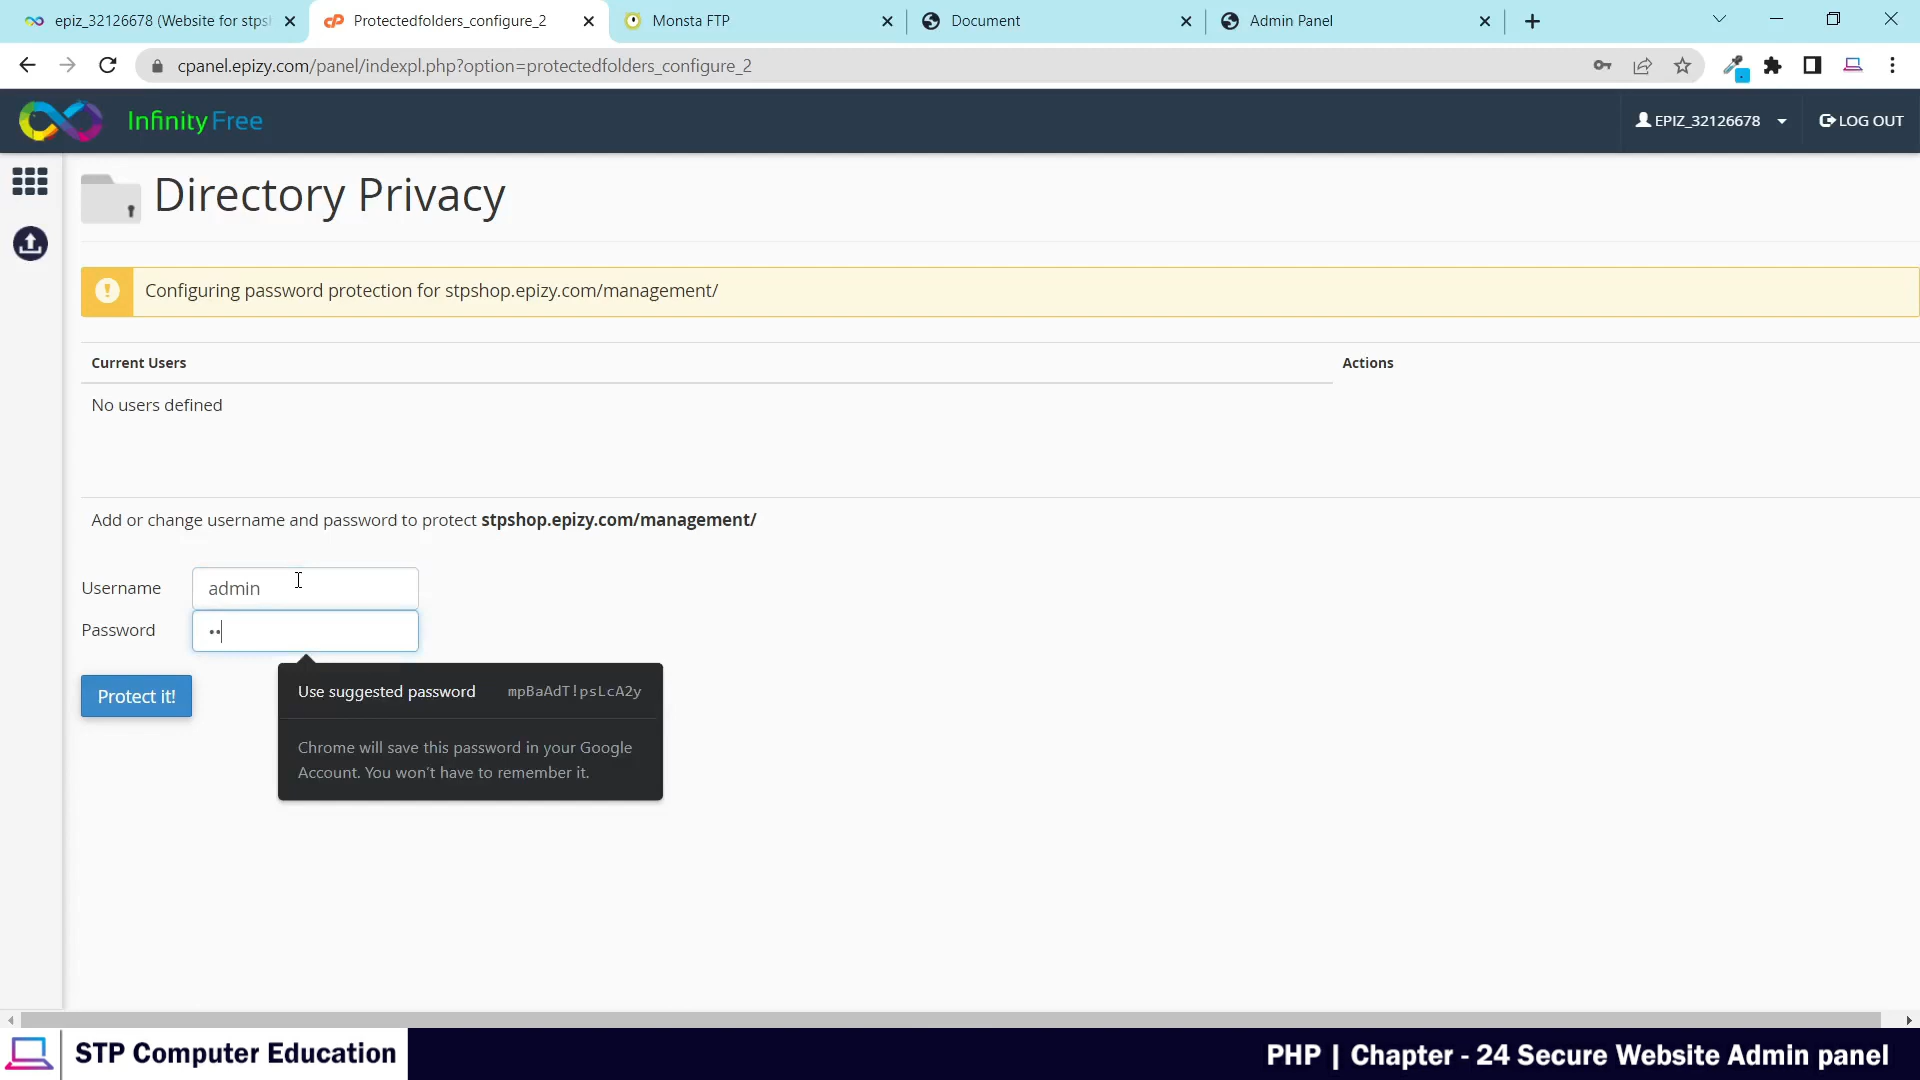 epiz_32126678 (Website for stps
Protectedfolders_configure_2
Monsta FTP
Document
Admin Panel
cpanel.epizy.com/panel/indexpl.php?option=protectedfolders_configure_2
InfinityFree
EPIZ_32126678
LOG OUT
Directory Privacy
Configuring password protection for stpshop.epizy.com/management/
Current Users
Actions
No users defined
Add or change username and password to protect stpshop.epizy.com/management/
Username
admin
Password
••
Use suggested password
mpBaAdT!psLcA2y
Chrome will save this password in your Google
Account. You won't have to remember it.
Protect it!
STP Computer Education
PHP | Chapter - 24 Secure Website Admin panel